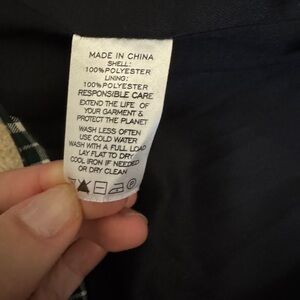 MADE IN CHINA
SHELL:
100%POLYESTER
LINING:
100%POLYESTER
RESPONSIBLE CARE
EXTEND THE LIFE OF
YOUR GARMENT &
PROTECT THE PLANET
WASH LESS OFTEN
USE COLD WATER
WASH WITH A FULL LOAD
LAY FLAT TO DRY
COOL IRON IF NEEDED
OR DRY CLEAN